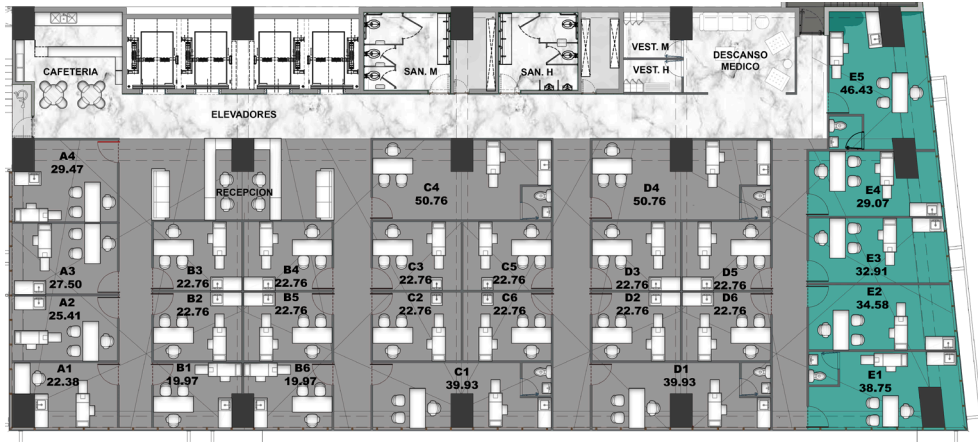 CAFETERIA
ELEVADORES
SAN. M
SAN. H
VEST. M
VEST. H
DESCANSO
MEDICO
E5
46.43
A4
29.47
RECEPCION
C4
50.76
D4
50.76
E4
29.07
A3
27.50
B3
22.76
B4
22.76
C3
22.76
C5
22.76
D3
22.76
D5
22.76
E3
32.91
A2
25.41
B2
22.76
B5
22.76
C2
22.76
C6
22.76
D2
22.76
D6
22.76
E2
34.58
A1
22.38
B1
19.97
B6
19.97
C1
39.93
D1
39.93
E1
38.75